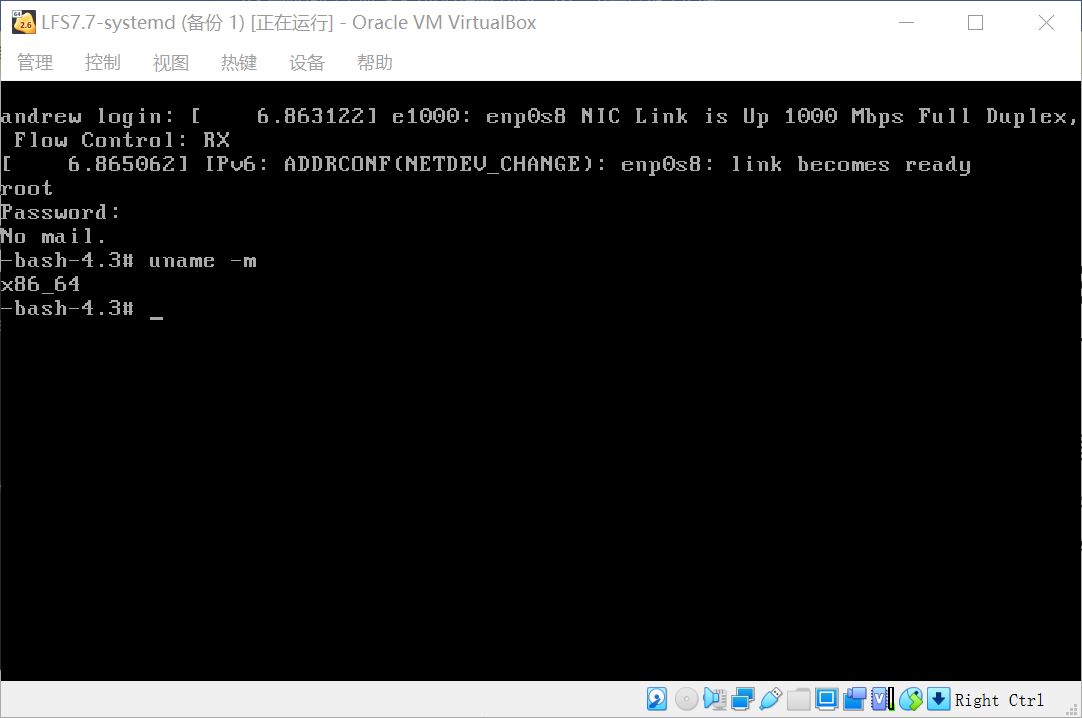 LFS7.7-systemd (备份 1) [正在运行] - Oracle VM VirtualBox
管理 控制 视图 热键 设备 帮助
andrew login: [    6.863122] e1000: enp0s8 NIC Link is Up 1000 Mbps Full Duplex,
 Flow Control: RX
[    6.865062] IPv6: ADDRCONF(NETDEV_CHANGE): enp0s8: link becomes ready
root
Password:
No mail.
-bash-4.3# uname -m
x86_64
-bash-4.3# _
Right Ctrl